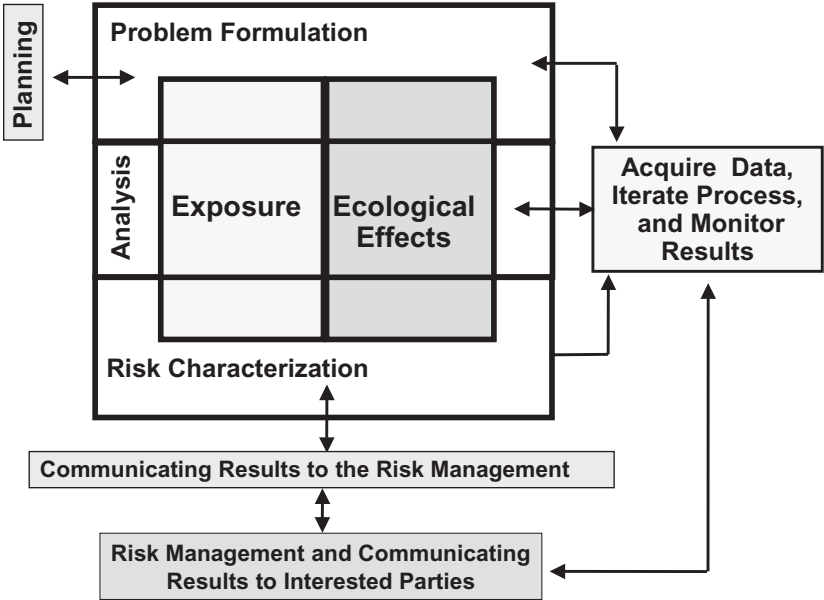 Planning
Problem Formulation
Analysis
Exposure
Ecological
Effects
Acquire Data,
Iterate Process,
and Monitor
Results
Risk Characterization
Communicating Results to the Risk Management
Risk Management and Communicating
Results to Interested Parties